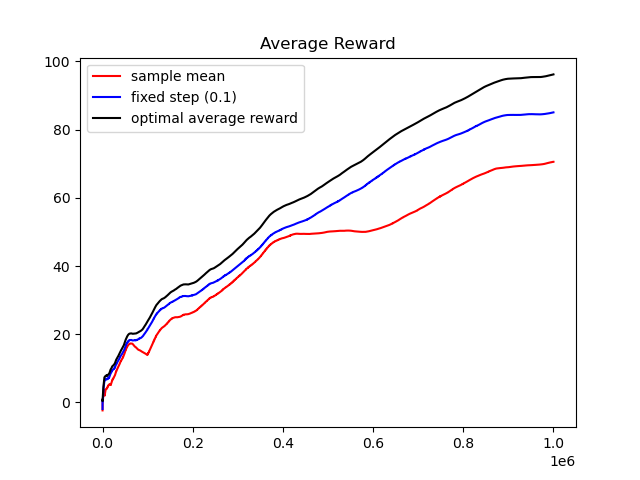 Average Reward
sample mean
fixed step (0.1)
optimal average reward
100
80
60
40
20
0
0.0 0.2 0.4 0.6 0.8 1.0
1e6